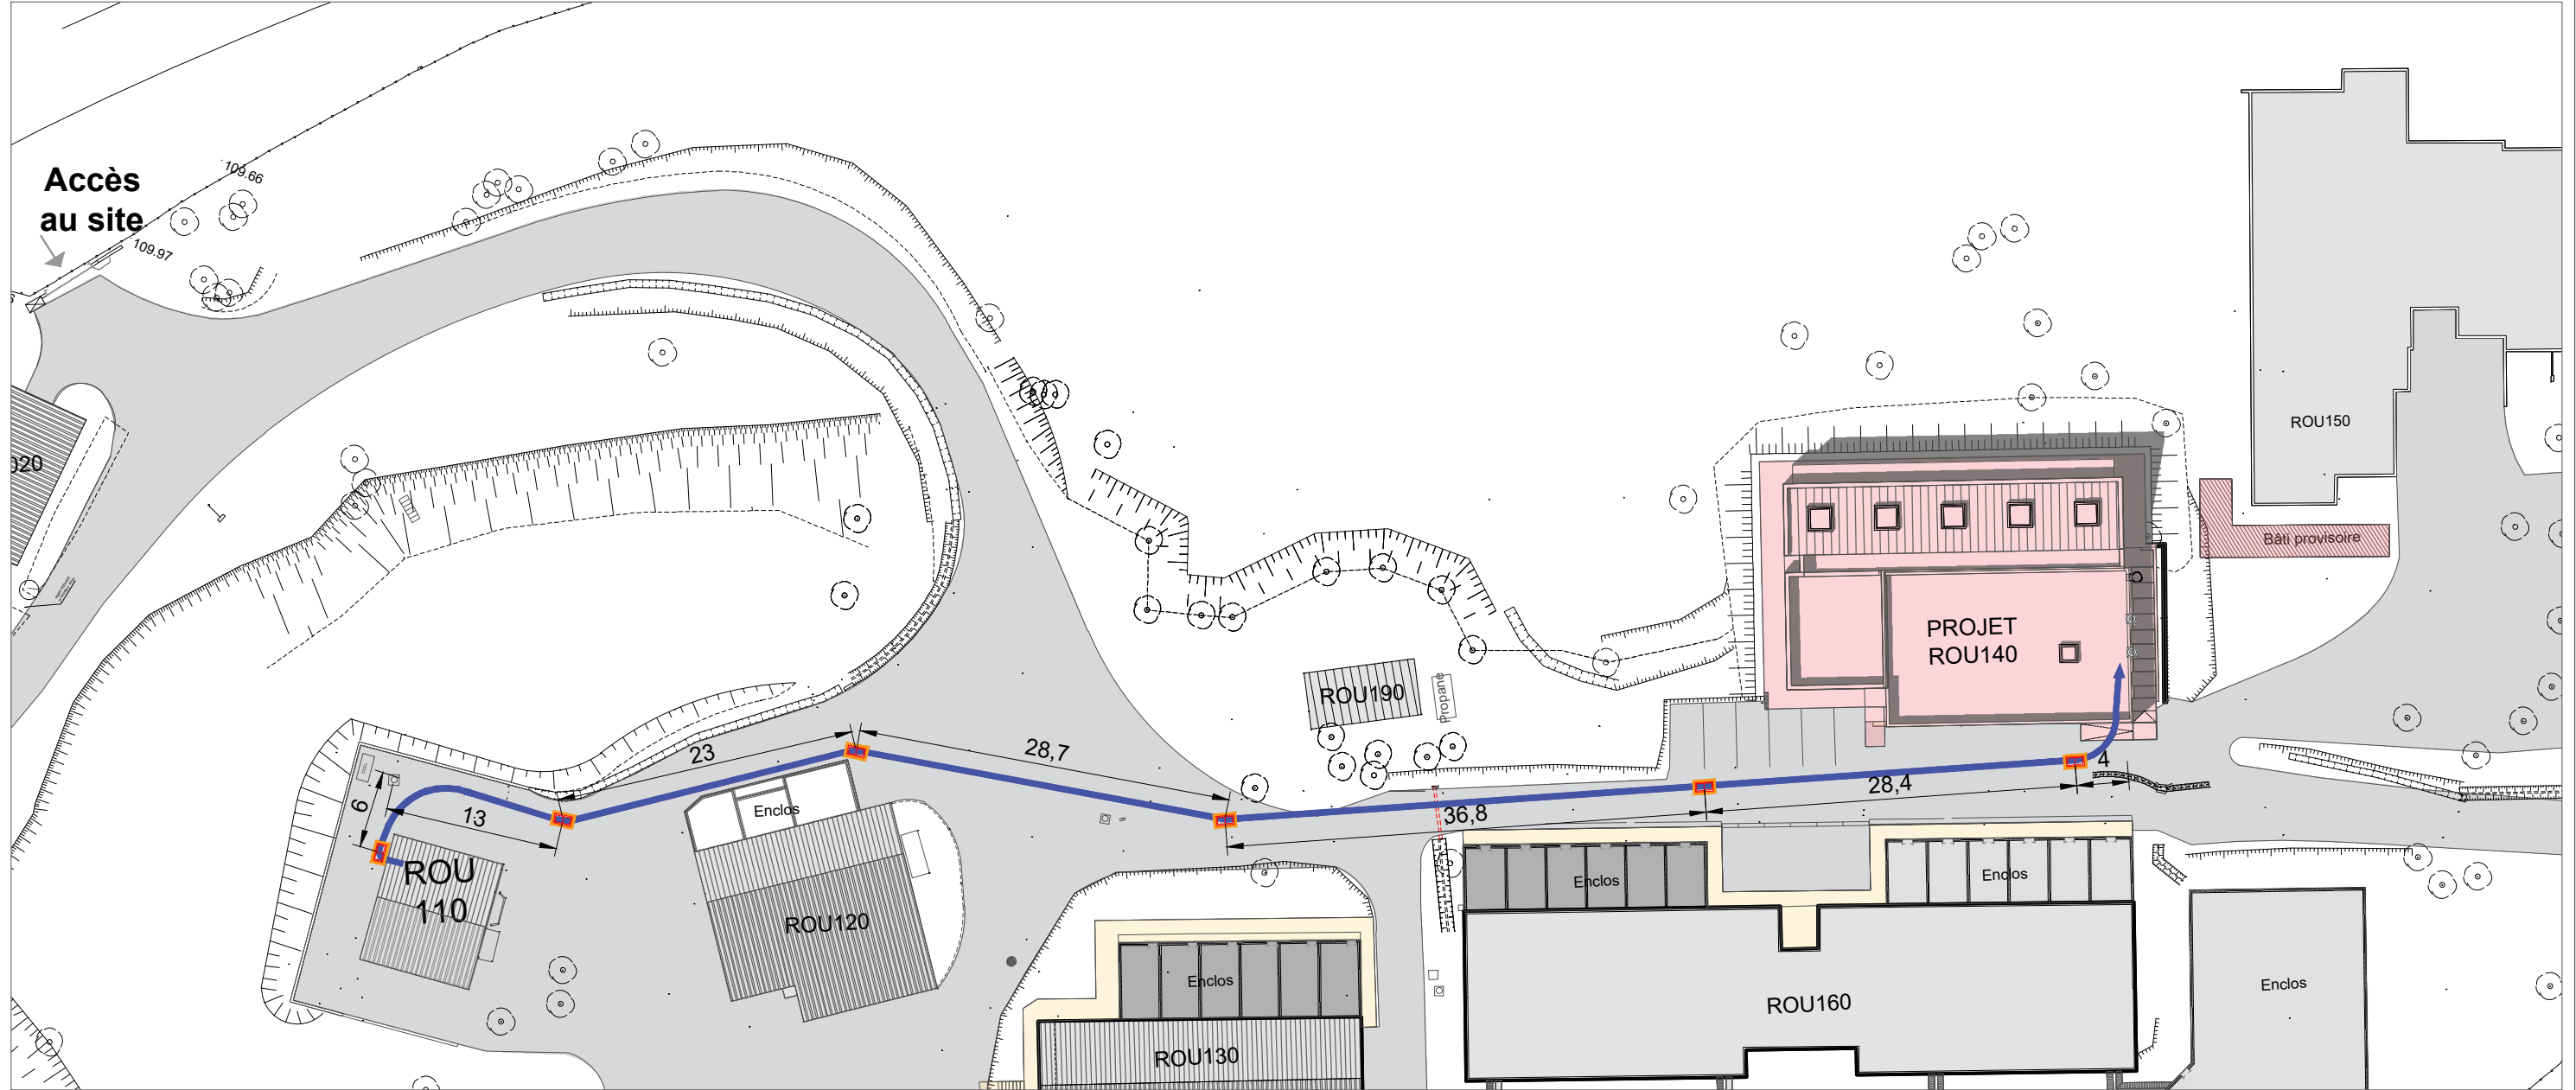 Accès
au site
109.66
109.97
020
ROU150
Bâti provisoire
PROJET
ROU140
ROU190
Propane
23
28,7
6
13
36,8
28,4
4
Enclos
ROU
110
ROU120
Enclos
Enclos
Enclos
ROU130
ROU160
Enclos